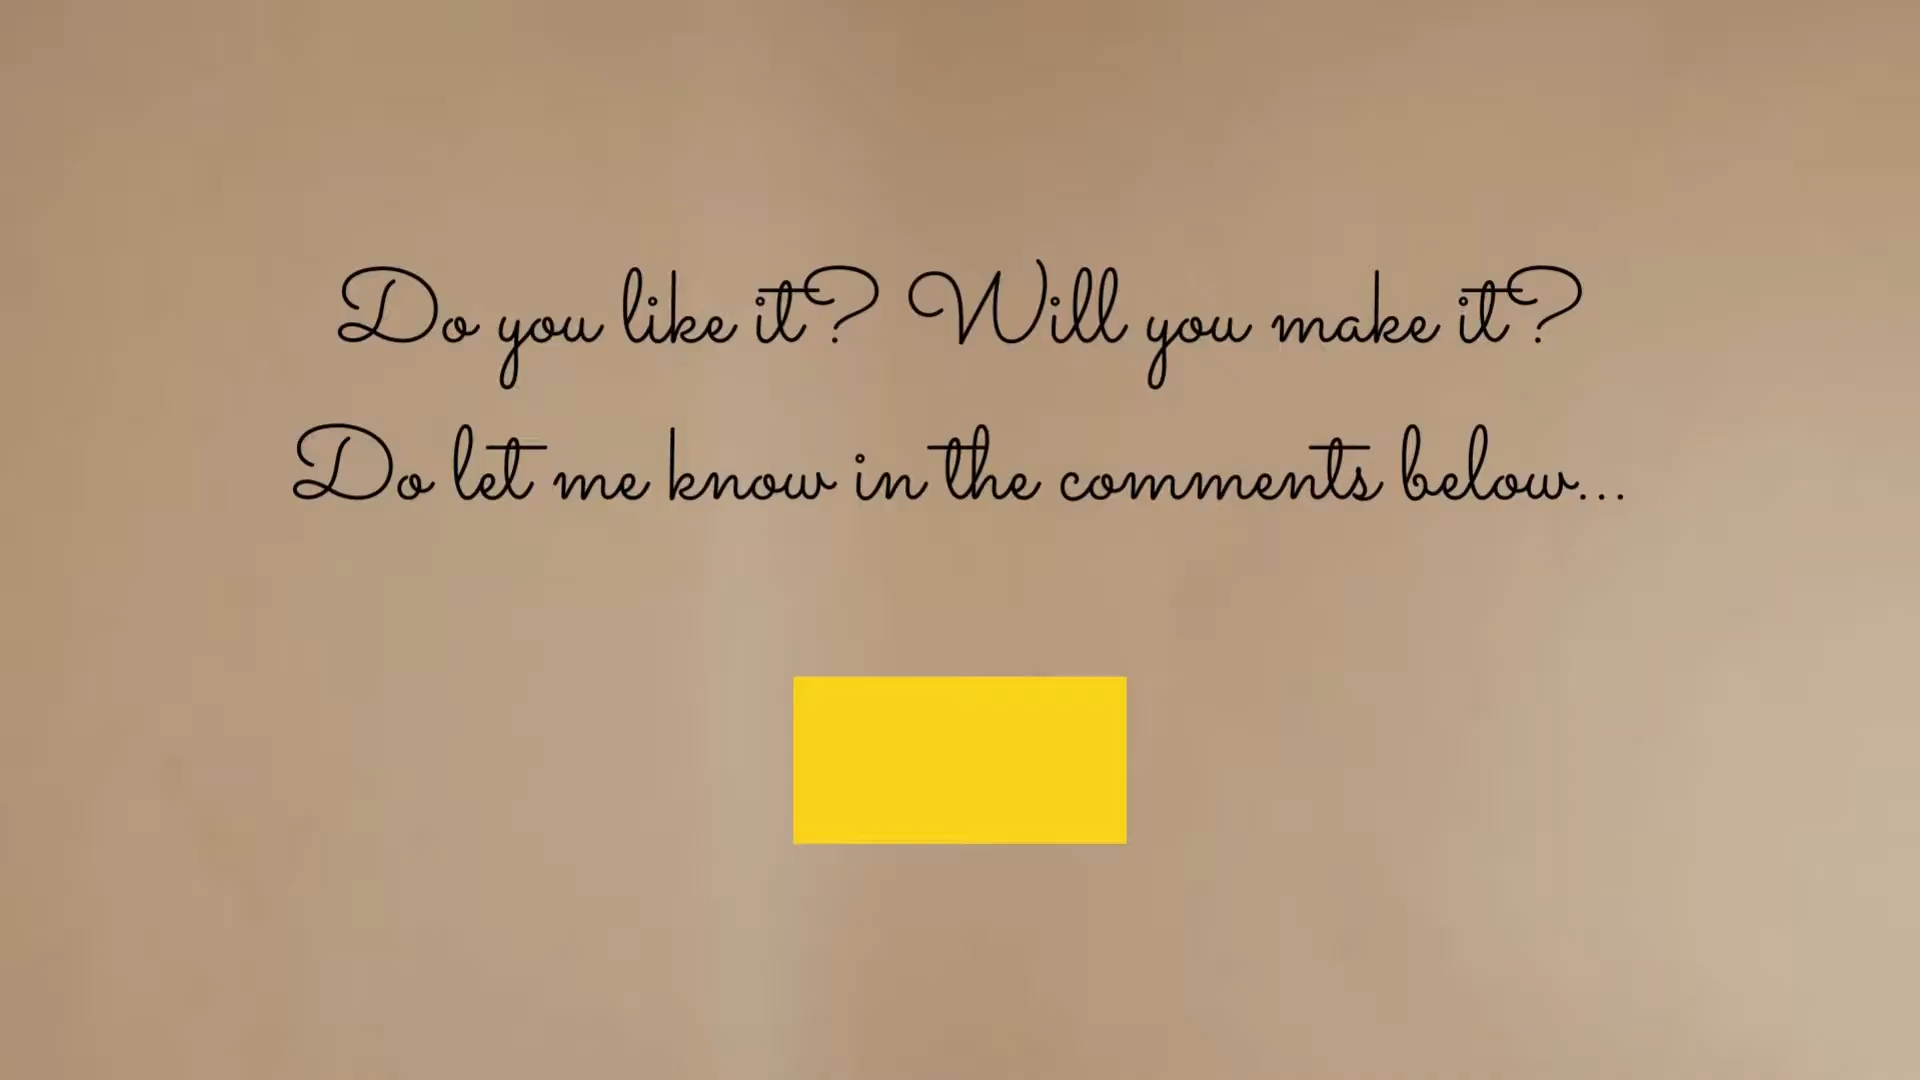 Do you like it? Will you make it?
Do let me know in the comments below...